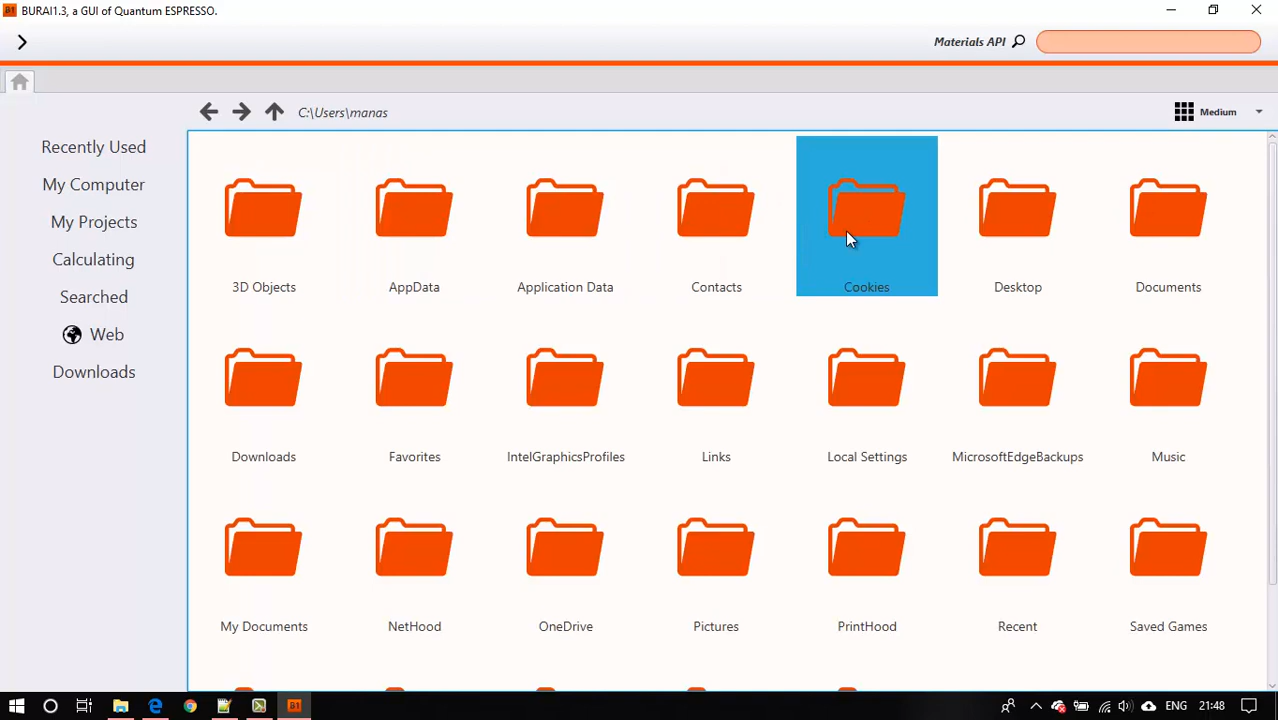 BURAI1.3, a GUI of Quantum ESPRESSO.
Materials API
C:\Users\manas
Medium
Recently Used
My Computer
My Projects
Calculating
Searched
Web
Downloads
3D Objects
AppData
Application Data
Contacts
Cookies
Desktop
Documents
Downloads
Favorites
IntelGraphicsProfiles
Links
Local Settings
MicrosoftEdgeBackups
Music
My Documents
NetHood
OneDrive
Pictures
PrintHood
Recent
Saved Games
ENG
21:48